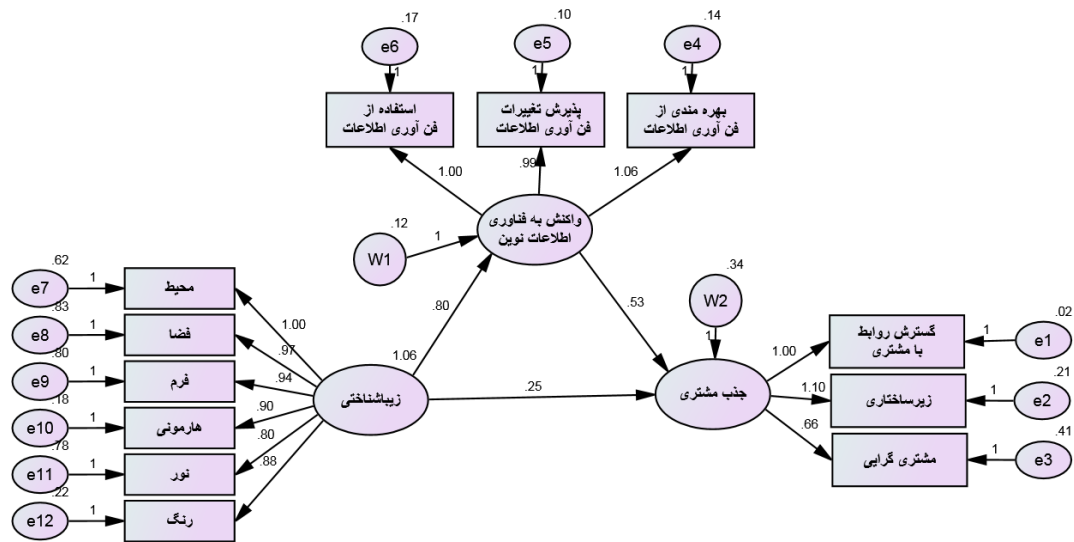 .17
.10
.14
e6
e5
e4
1
1
1
استفاده از
فن آوری اطلاعات
پذیرش تغییرات
فن آوری اطلاعات
بهره مندی از
فن آوری اطلاعات
1.00
.99
1.06
واکنش به فناوری
اطلاعات نوین
.12
W1
1
.34
W2
1
.80
.53
.62
e7
1
محیط
.83
e8
1
فضا
.80
e9
1
فرم
.18
e10
1
هارمونی
.78
e11
1
نور
.22
e12
1
رنگ
1.00
.97
.94
.90
.80
.88
1.06
زیباشناختی
.25
جذب مشتری
1.00
1.10
.66
گسترش روابط
با مشتری
1
.02
e1
زیرساختاری
1
.21
e2
مشتری گرایی
1
.41
e3